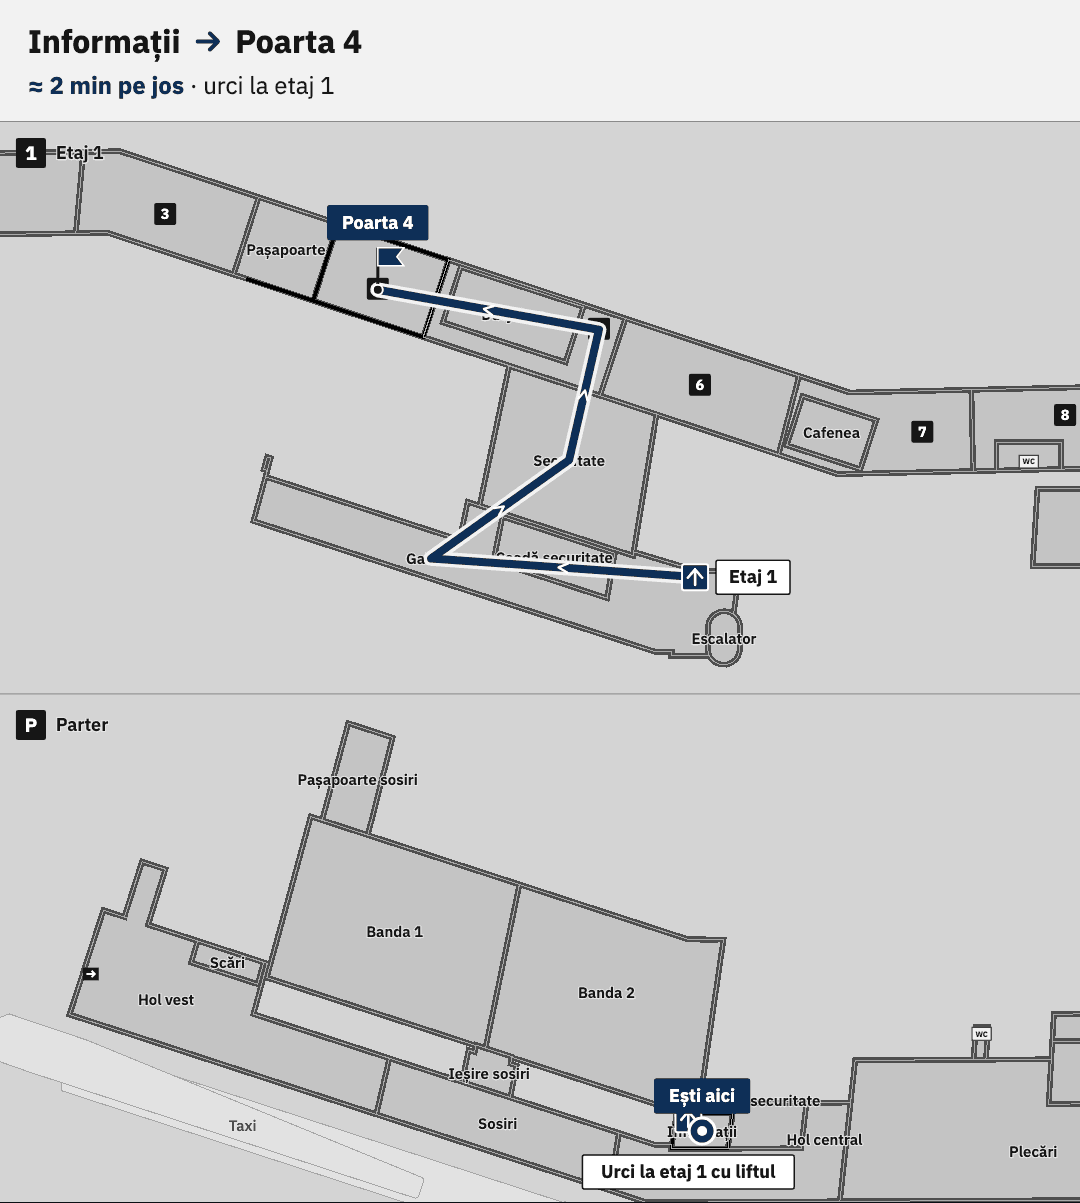 Informații → Poarta 4
≈ 2 min pe jos · urci la etaj 1
1 Etaj 1
3
Poarta 4
Pașapoarte
6
Cafenea
7
8
WC
Coadă securitate
Etaj 1
Escalator
P Parter
Pașapoarte sosiri
Banda 1
Scări
Banda 2
Hol vest
WC
Ieșire sosiri
Ești aici
securitate
Taxi
Sosiri
Hol central
Plecări
Urci la etaj 1 cu liftul